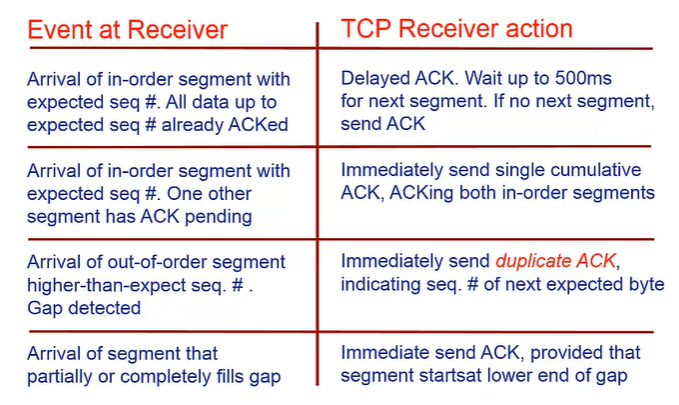 Event at Receiver
TCP Receiver action
Arrival of in-order segment with
expected seq #. All data up to
expected seq # already ACKed
Delayed ACK. Wait up to 500ms
for next segment. If no next segment,
send ACK
Arrival of in-order segment with
expected seq #. One other
segment has ACK pending
Immediately send single cumulative
ACK, ACKing both in-order segments
Arrival of out-of-order segment
higher-than-expect seq. # .
Gap detected
Immediately send duplicate ACK,
indicating seq. # of next expected byte
Arrival of segment that
partially or completely fills gap
Immediate send ACK, provided that
segment startsat lower end of gap